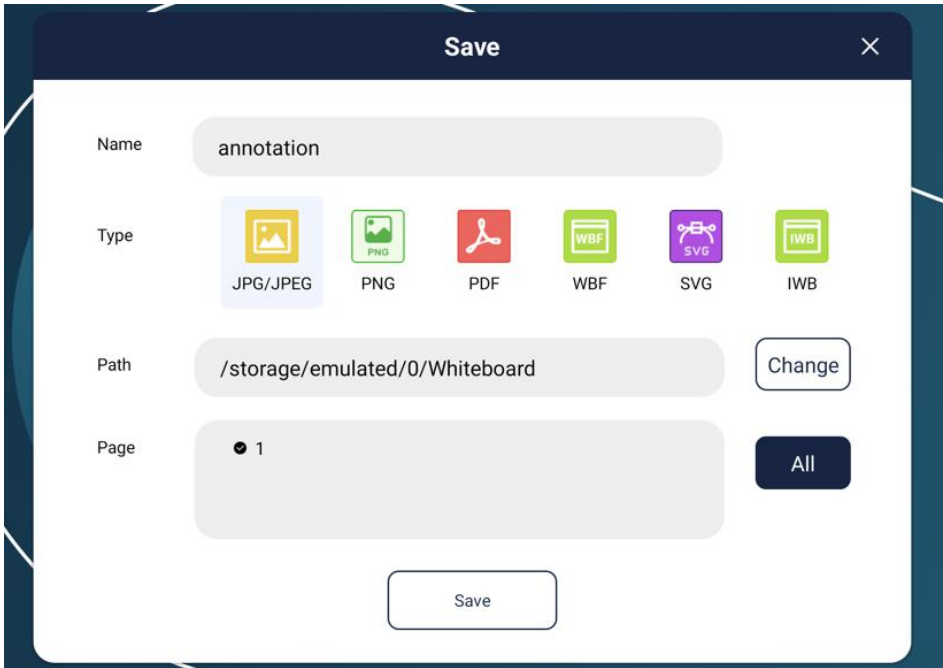 Save
Name
annotation
Type
PNG
WBF
SVG
IWB
JPG/JPEG
PNG
PDF
WBF
SVG
IWB
Path
/storage/emulated/0/Whiteboard
Change
Page
1
All
Save